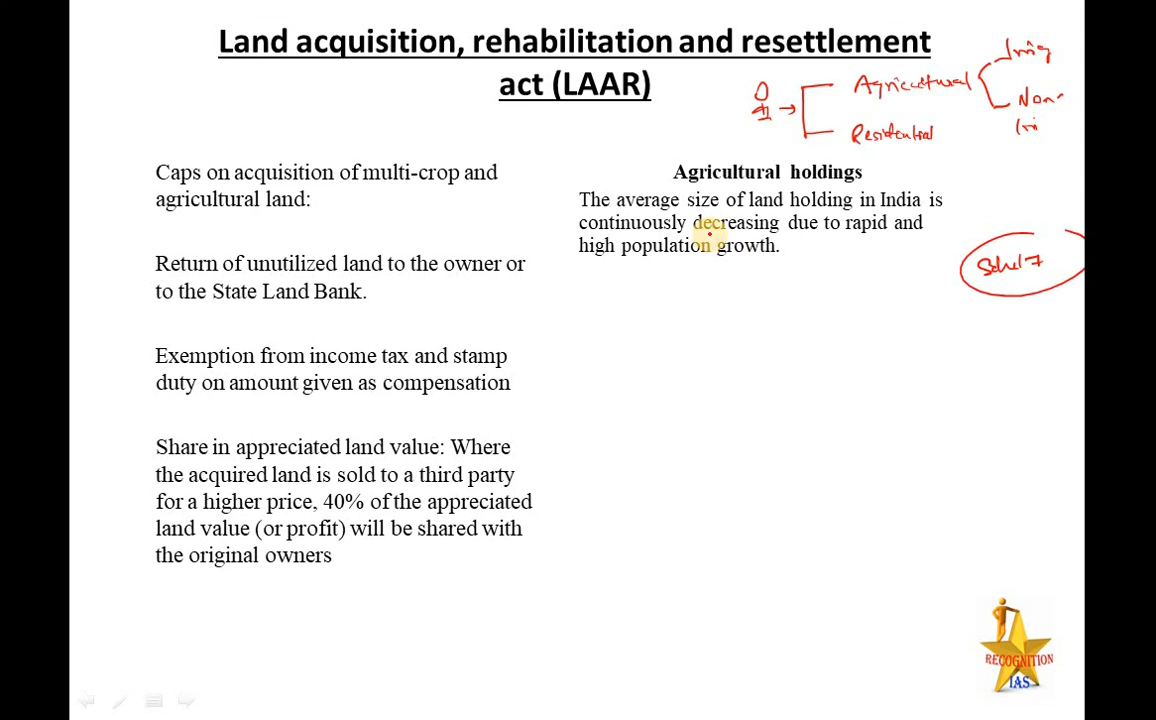 Land acquisition, rehabilitation and resettlement
act (LAAR)
Irrig
Agricultural
Non-
Irri
Residential
Caps on acquisition of multi-crop and
agricultural land:
Return of unutilized land to the owner or
to the State Land Bank.
Exemption from income tax and stamp
duty on amount given as compensation
Share in appreciated land value: Where
the acquired land is sold to a third party
for a higher price, 40% of the appreciated
land value (or profit) will be shared with
the original owners
Agricultural holdings
The average size of land holding in India is
continuously decreasing due to rapid and
high population growth.
RECOGNITION
IAS